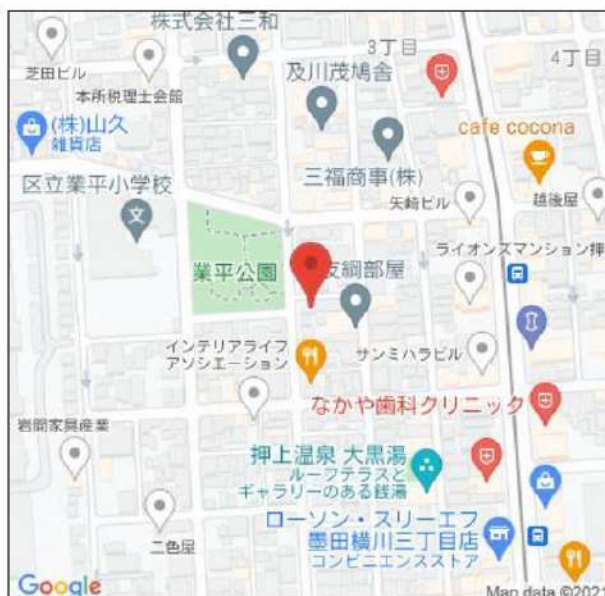 株式会社三和
3丁目
4丁目
芝田ビル
及川茂鳩舎
本所税理士会館
(株)山久
雑貨店
cafe cocona
三福商事(株)
区立業平小学校
矢崎ビル
越後屋
ライオンズマンション押
業平公園
友綱部屋
インテリアライフ
アソシエーション
サンミハラビル
なかや歯科クリニック
岩間家具産業
押上温泉 大黒湯
ルーフテラスと
ギャラリーのある銭湯
ローソン・スリーエフ
墨田横川三丁目店
コンビニエンスストア
二色屋
Google
Map data ©2021